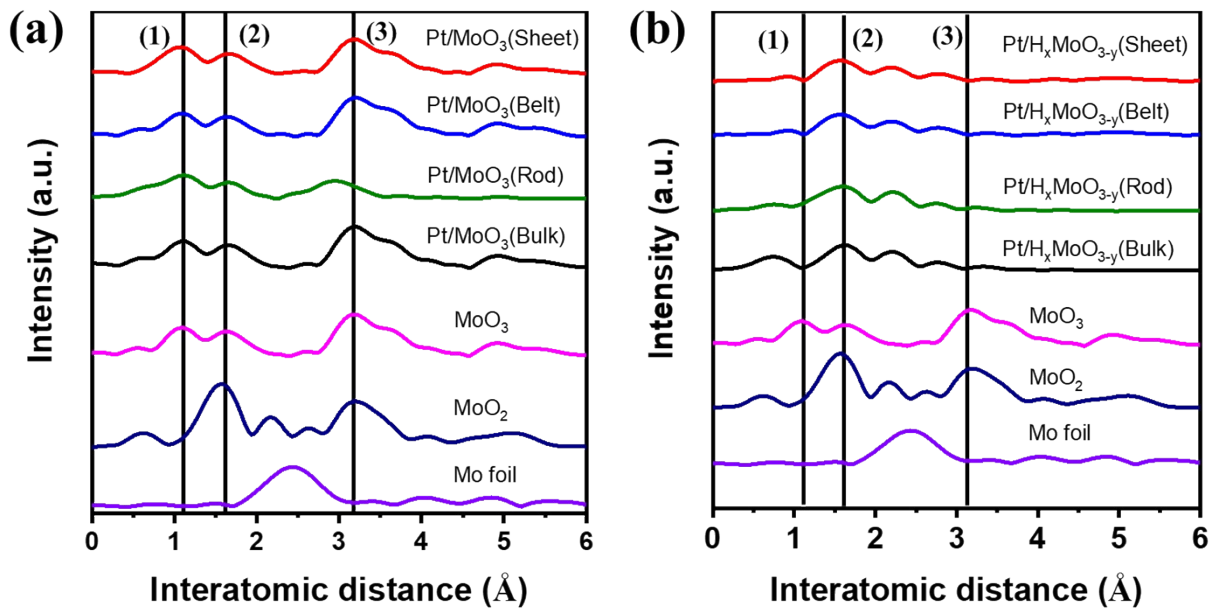 (a)
(1)
(2)
(3)
Pt/MoO3(Sheet)
Pt/MoO3(Belt)
Pt/MoO3(Rod)
Pt/MoO3(Bulk)
MoO3
MoO2
Mo foil
Intensity (a.u.)
0 1 2 3 4 5 6
Interatomic distance (Å)
(b)
(1)
(2)
(3)
Pt/HxMoO3-y(Sheet)
Pt/HxMoO3-y(Belt)
Pt/HxMoO3-y(Rod)
Pt/HxMoO3-y(Bulk)
MoO3
MoO2
Mo foil
Intensity (a.u.)
0 1 2 3 4 5 6
Interatomic distance (Å)